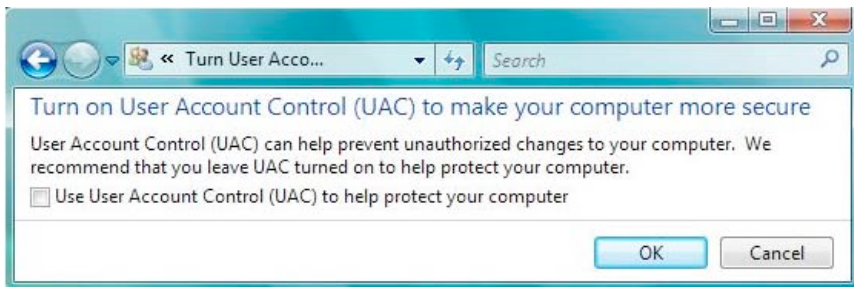 « Turn User Acco...
Search
Turn on User Account Control (UAC) to make your computer more secure
User Account Control (UAC) can help prevent unauthorized changes to your computer. We
recommend that you leave UAC turned on to help protect your computer.
Use User Account Control (UAC) to help protect your computer
OK Cancel